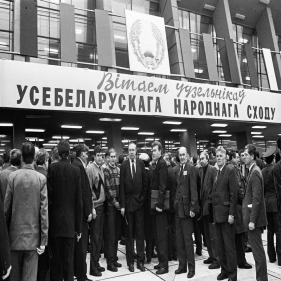 Вітаем удзельнікаў
УСЕБЕЛАРУСКАГА НАРОДНАГА СХОДУ